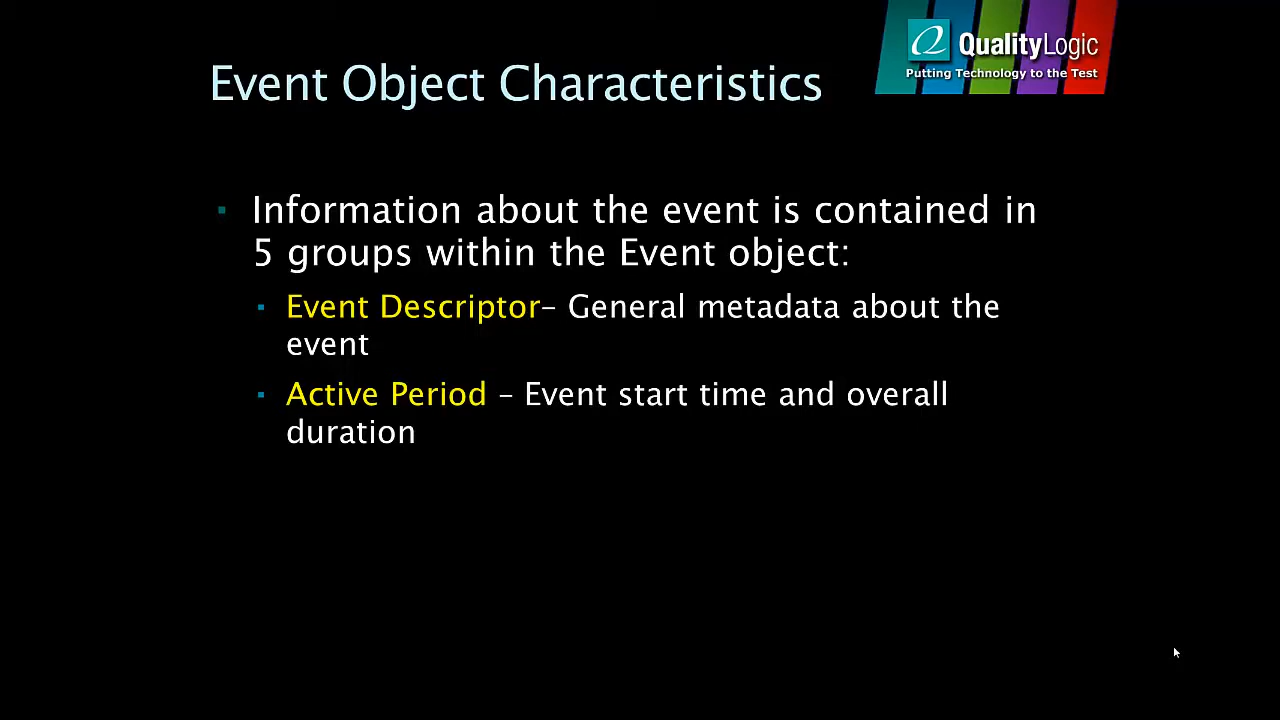 QualityLogic
Putting Technology to the Test
Event Object Characteristics
Information about the event is contained in
5 groups within the Event object:
Event Descriptor– General metadata about the
event
Active Period – Event start time and overall
duration